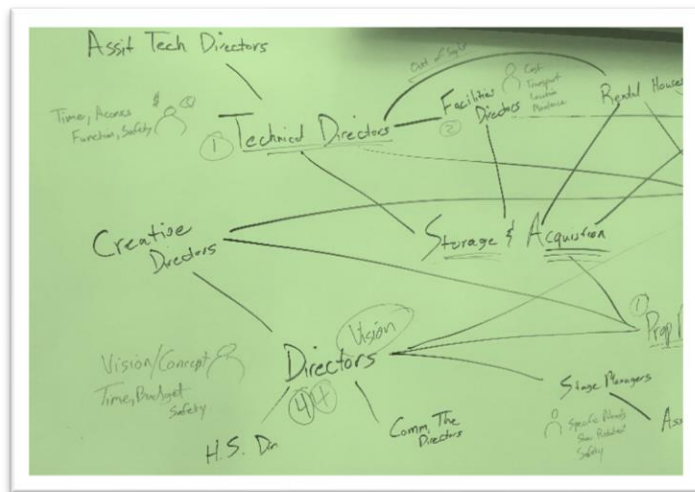 Assit Tech Directors
Out of Sight
Cost
Transport
Location
Time, Access
Function, Safety
$
1
Technical Directors
Facilities
Directors
2
Rental Houses
Creative
Directors
Storage & Acquistion
Vision
1
Prop
Vision/Concept
Time, Budget
Safety
Directors
4
H.S. Dir
Comm. The
Directors
Stage Managers
Specific
Safety